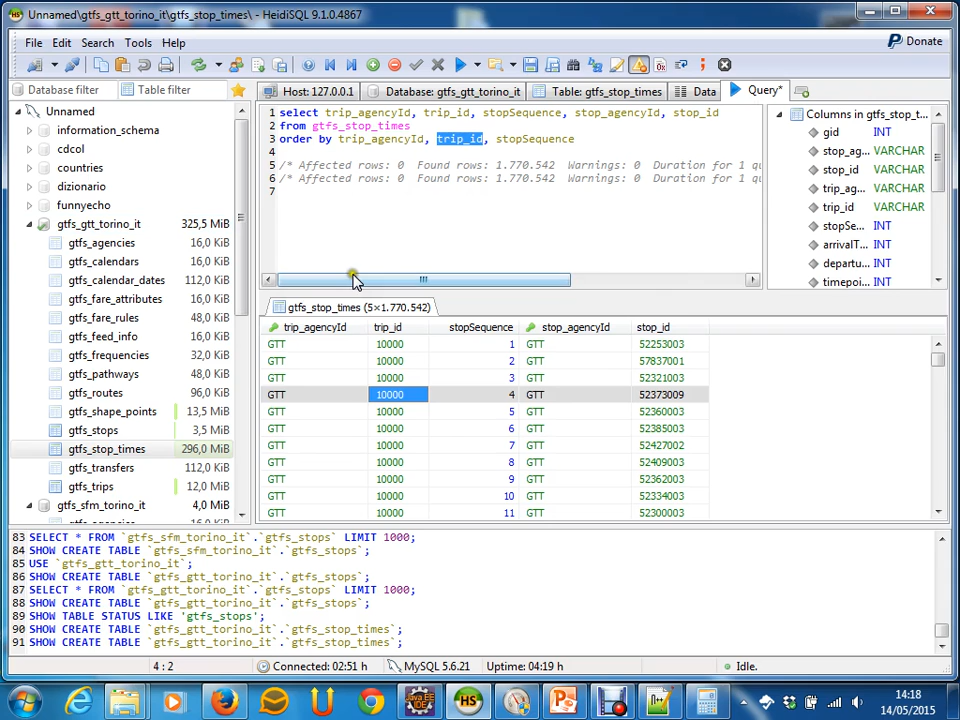 Unnamed\gtfs_gtt_torino_it\gtfs_stop_times\ - HeidiSQL 9.1.0.4867
File Edit Search Tools Help
Donate
Database filter Table filter
Host: 127.0.0.1 Database: gtfs_gtt_torino_it Table: gtfs_stop_times Data Query*
Unnamed
information_schema
cdcol
countries
dizionario
funnyecho
gtfs_gtt_torino_it 325,5 MiB
gtfs_agencies 16,0 KiB
gtfs_calendars 16,0 KiB
gtfs_calendar_dates 112,0 KiB
gtfs_fare_attributes 16,0 KiB
gtfs_fare_rules 48,0 KiB
gtfs_feed_info 16,0 KiB
gtfs_frequencies 32,0 KiB
gtfs_pathways 48,0 KiB
gtfs_routes 96,0 KiB
gtfs_shape_points 13,5 MiB
gtfs_stops 3,5 MiB
gtfs_stop_times 296,0 MiB
gtfs_transfers 112,0 KiB
gtfs_trips 12,0 MiB
gtfs_sfm_torino_it 4,0 MiB
1 select trip_agencyId, trip_id, stopSequence, stop_agencyId, stop_id
2 from gtfs_stop_times
3 order by trip_agencyId, trip_id, stopSequence
4
5 /* Affected rows: 0 Found rows: 1.770.542 Warnings: 0 Duration for 1 qu
6 /* Affected rows: 0 Found rows: 1.770.542 Warnings: 0 Duration for 1 qu
7
Columns in gtfs_st...
gid INT
stop_ag... VARCHAR
stop_id VARCHAR
trip_ag... VARCHAR
trip_id VARCHAR
stopSe... INT
arrivalT... INT
departu... INT
timepoi... INT
gtfs_stop_times (5×1.770.542)
trip_agencyId trip_id stopSequence stop_agencyId stop_id
GTT 10000 1 GTT 52253003
GTT 10000 2 GTT 57837001
GTT 10000 3 GTT 52321003
GTT 10000 4 GTT 52373009
GTT 10000 5 GTT 52360003
GTT 10000 6 GTT 52385003
GTT 10000 7 GTT 52427002
GTT 10000 8 GTT 52409003
GTT 10000 9 GTT 52362003
GTT 10000 10 GTT 52334003
GTT 10000 11 GTT 52300003
83 SELECT * FROM `gtfs_sfm_torino_it`.`gtfs_stops` LIMIT 1000;
84 SHOW CREATE TABLE `gtfs_sfm_torino_it`.`gtfs_stops`;
85 USE `gtfs_gtt_torino_it`;
86 SHOW CREATE TABLE `gtfs_gtt_torino_it`.`gtfs_stops`;
87 SELECT * FROM `gtfs_gtt_torino_it`.`gtfs_stops` LIMIT 1000;
88 SHOW CREATE TABLE `gtfs_gtt_torino_it`.`gtfs_stops`;
89 SHOW TABLE STATUS LIKE 'gtfs_stops';
90 SHOW CREATE TABLE `gtfs_gtt_torino_it`.`gtfs_stop_times`;
91 SHOW CREATE TABLE `gtfs_gtt_torino_it`.`gtfs_stop_times`;
4 : 2 Connected: 02:51 h MySQL 5.6.21 Uptime: 04:19 h Idle.
14:18
14/05/2015